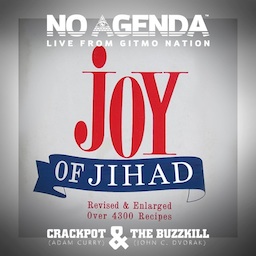 NO AGENDA
LIVE FROM GITMO NATION
JOY
OF JIHAD
Revised & Enlarged
Over 4300 Recipes
CRACKPOT & THE BUZZKILL
(ADAM CURRY) (JOHN C. DVORAK)